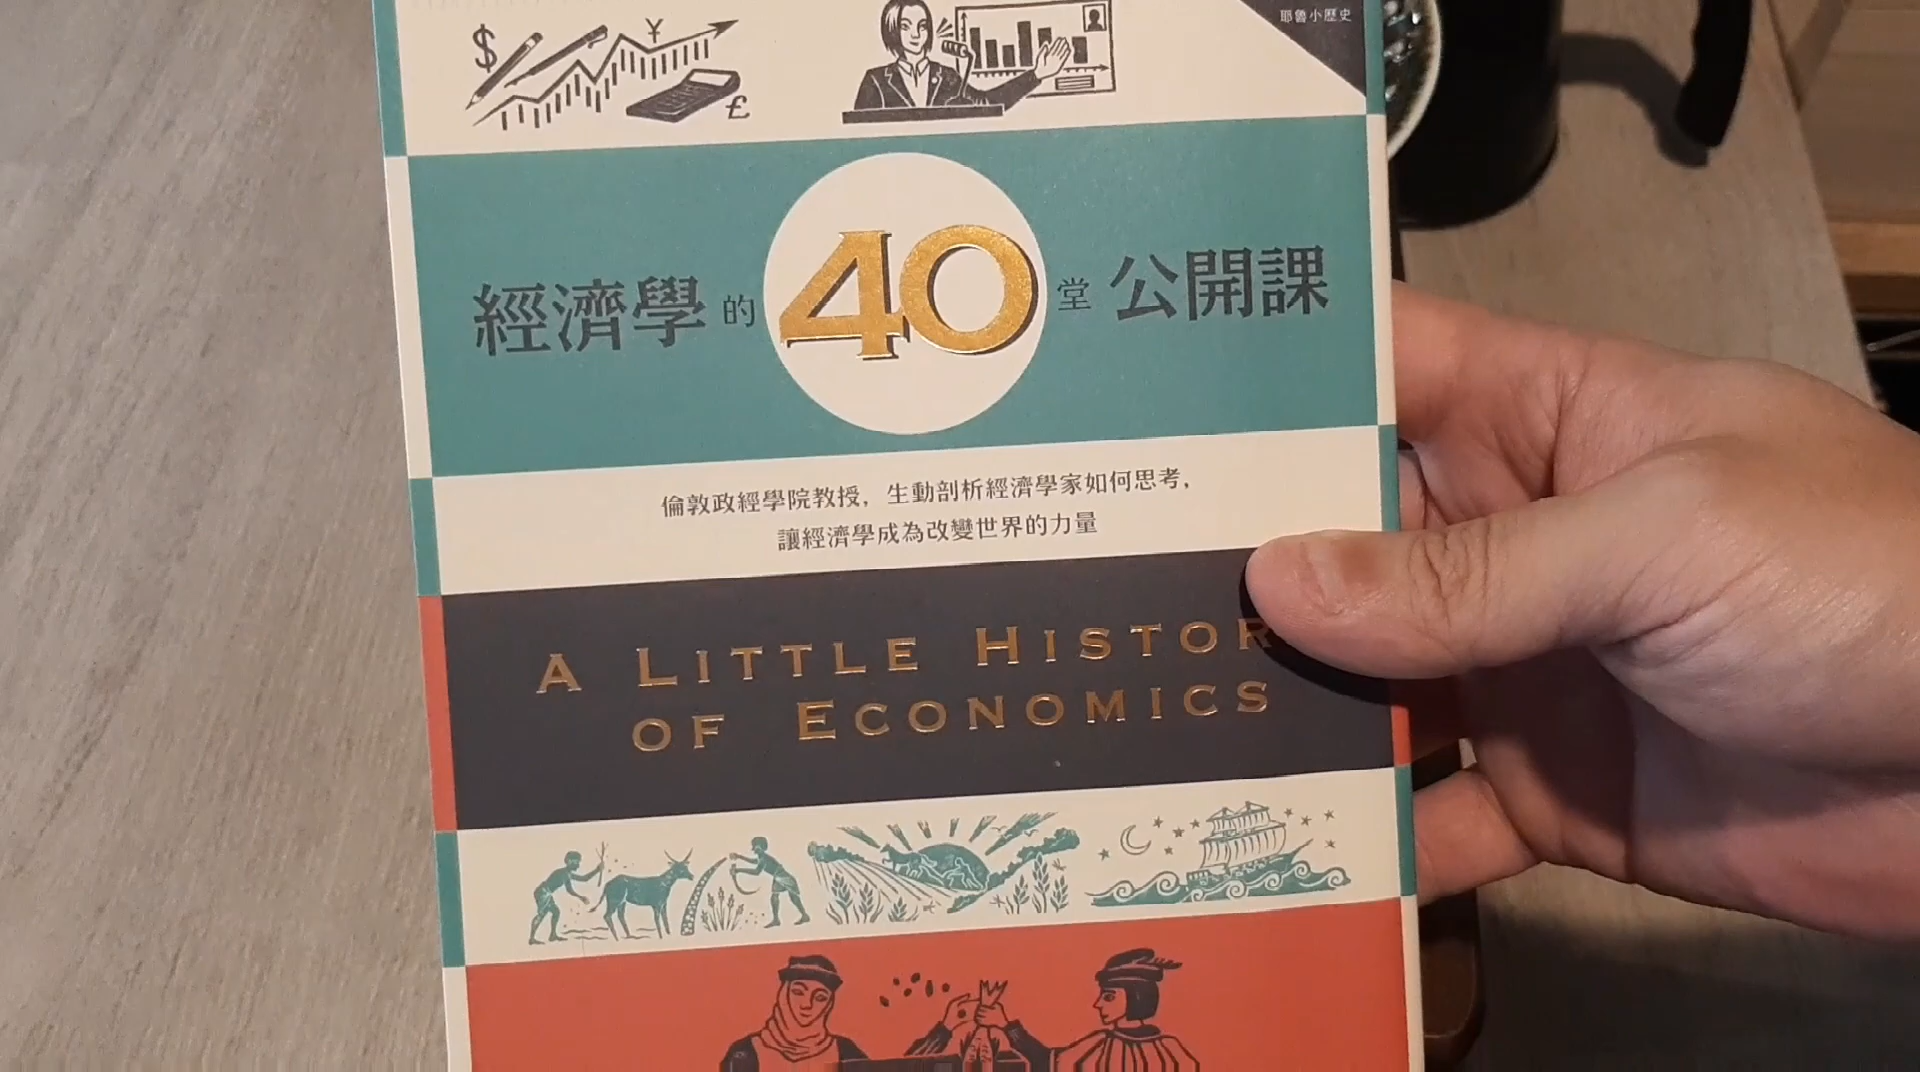 耶魯小歷史
$ ¥ £
經濟學的40堂公開課
倫敦政經學院教授，生動剖析經濟學家如何思考，
讓經濟學成為改變世界的力量
A LITTLE HISTOR
OF ECONOMICS